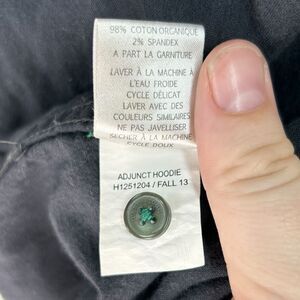 98% COTON ORGANIQUE
2% SPANDEX
A PART LA GARNITURE
LAVER À LA MACHINE À
L'EAU FROIDE
CYCLE DÉLICAT
LAVER AVEC DES
COULEURS SIMILAIRES
NE PAS JAVELLISER
SÉCHER À LA MACHINE
CYCLE DOUX
ADJUNCT HOODIE
H1251204 / FALL 13